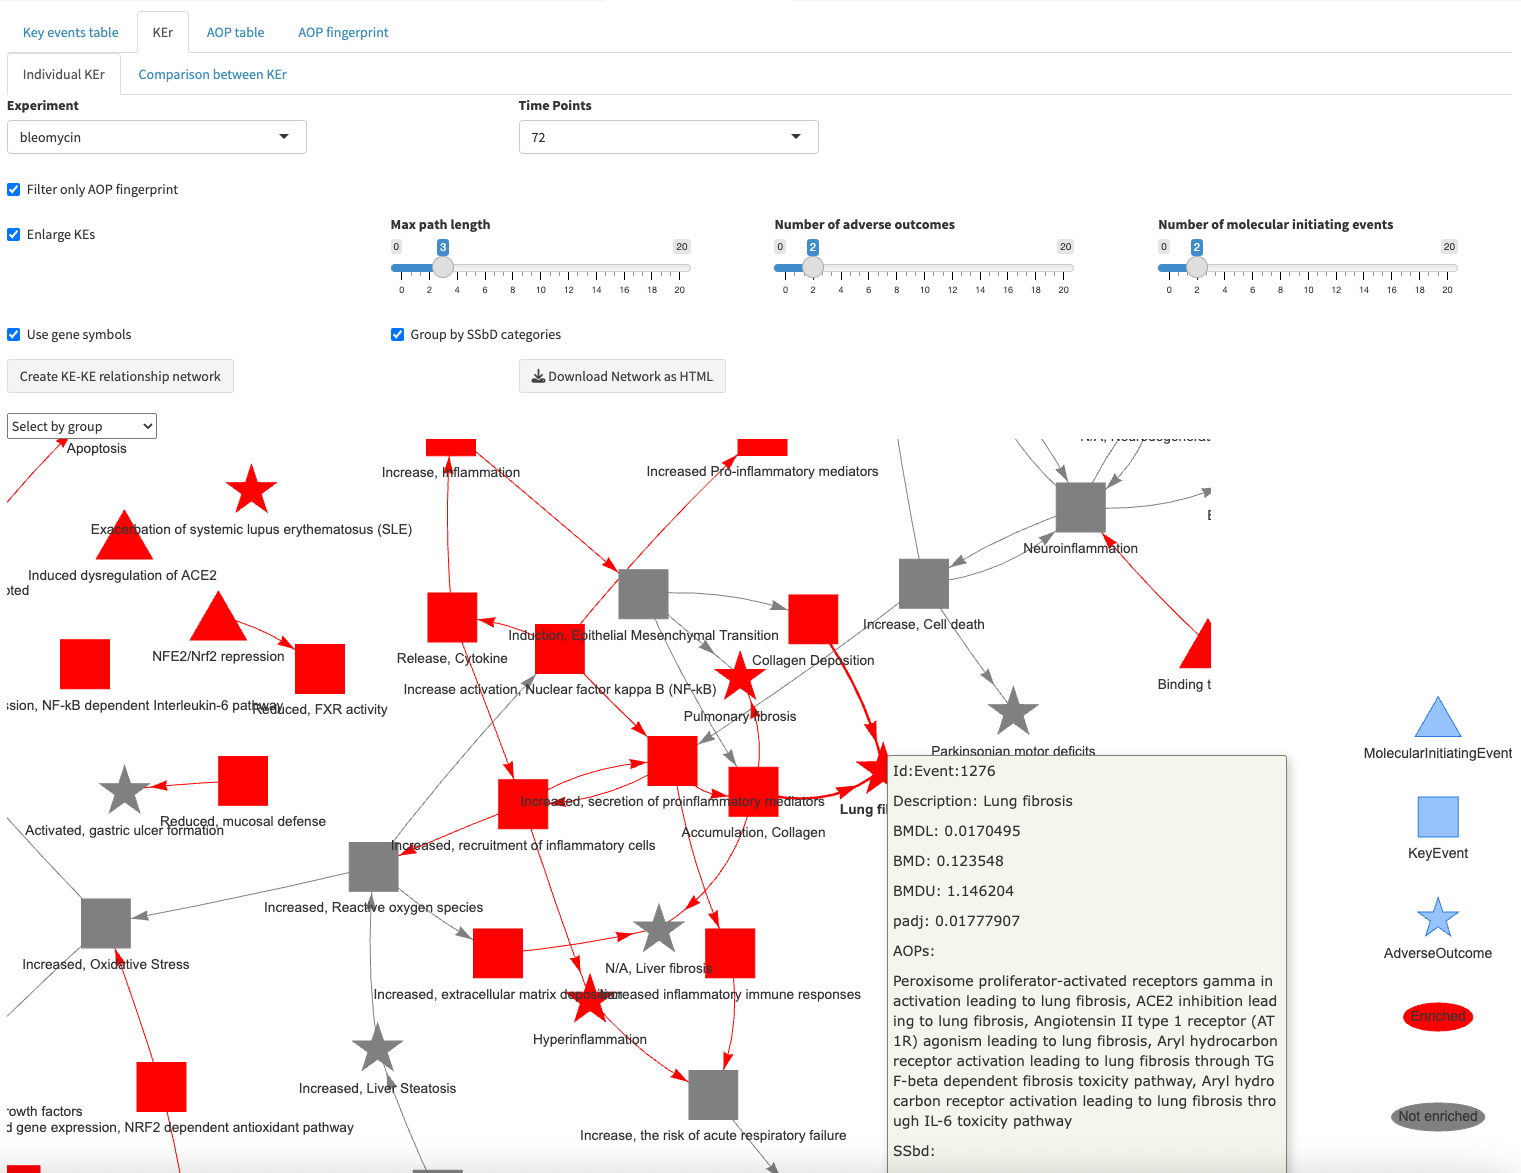 Key events table
KEr
AOP table
AOP fingerprint
Individual KEr
Comparison between KEr
Experiment
Time Points
bleomycin
72
Filter only AOP fingerprint
Enlarge KEs
Max path length
Number of adverse outcomes
Number of molecular initiating events
0 3 20
0 2 20
0 2 20
0 2 4 6 8 10 12 14 16 18 20
0 2 4 6 8 10 12 14 16 18 20
0 2 4 6 8 10 12 14 16 18 20
Use gene symbols
Group by SSbD categories
Create KE-KE relationship network
Download Network as HTML
Select by group
Apoptosis
Increase, Inflammation
Increased Pro-inflammatory mediators
Exacerbation of systemic lupus erythematosus (SLE)
Neuroinflammation
Induced dysregulation of ACE2
Increase, Cell death
Induction, Epithelial Mesenchymal Transition
NFE2/Nrf2 repression
Release, Cytokine
Collagen Deposition
Binding t
Increase activation, Nuclear factor kappa B (NF-kB)
ssion, NF-kB dependent Interleukin-6 pathway
Reduced, FXR activity
Pulmonary fibrosis
Parkinsonian motor deficits
MolecularInitiatingEvent
Increased, secretion of proinflammatory mediators
Lung fi
Reduced, mucosal defense
Activated, gastric ulcer formation
Accumulation, Collagen
Increased, recruitment of inflammatory cells
KeyEvent
Increased, Reactive oxygen species
AdverseOutcome
Increased, Oxidative Stress
N/A, Liver fibrosis
Increased, extracellular matrix deposition
Increased inflammatory immune responses
Enriched
Hyperinflammation
Increased, Liver Steatosis
rowth factors
Not enriched
d gene expression, NRF2 dependent antioxidant pathway
Increase, the risk of acute respiratory failure
Id:Event:1276
Description: Lung fibrosis
BMDL: 0.0170495
BMD: 0.123548
BMDU: 1.146204
padj: 0.01777907
AOPs:
Peroxisome proliferator-activated receptors gamma in
activation leading to lung fibrosis, ACE2 inhibition lead
ing to lung fibrosis, Angiotensin II type 1 receptor (AT
1R) agonism leading to lung fibrosis, Aryl hydrocarbon
receptor activation leading to lung fibrosis through TG
F-beta dependent fibrosis toxicity pathway, Aryl hydro
carbon receptor activation leading to lung fibrosis thro
ugh IL-6 toxicity pathway
SSbd: